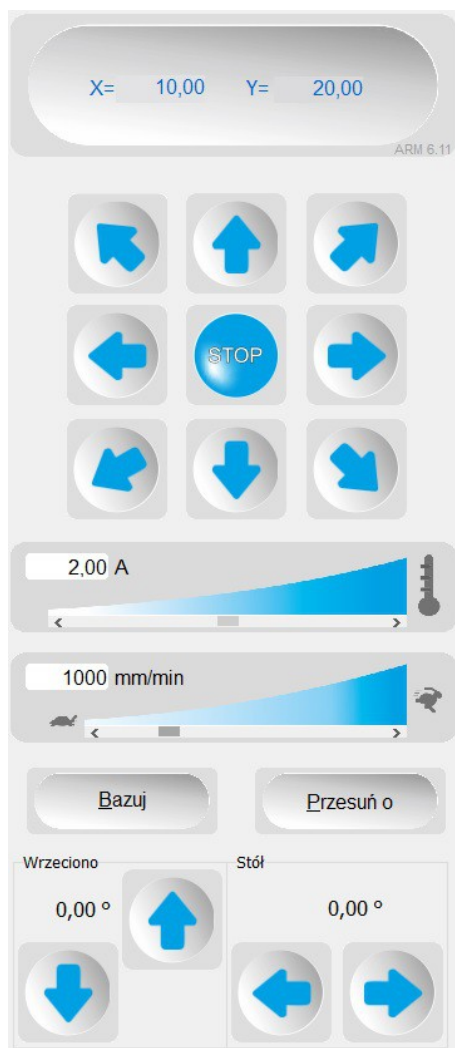 X= 10,00 Y= 20,00
ARM 6.11
STOP
2,00 A
1000 mm/min
Bazuj Przesuń o
Wrzeciono Stół
0,00 º 0,00 º